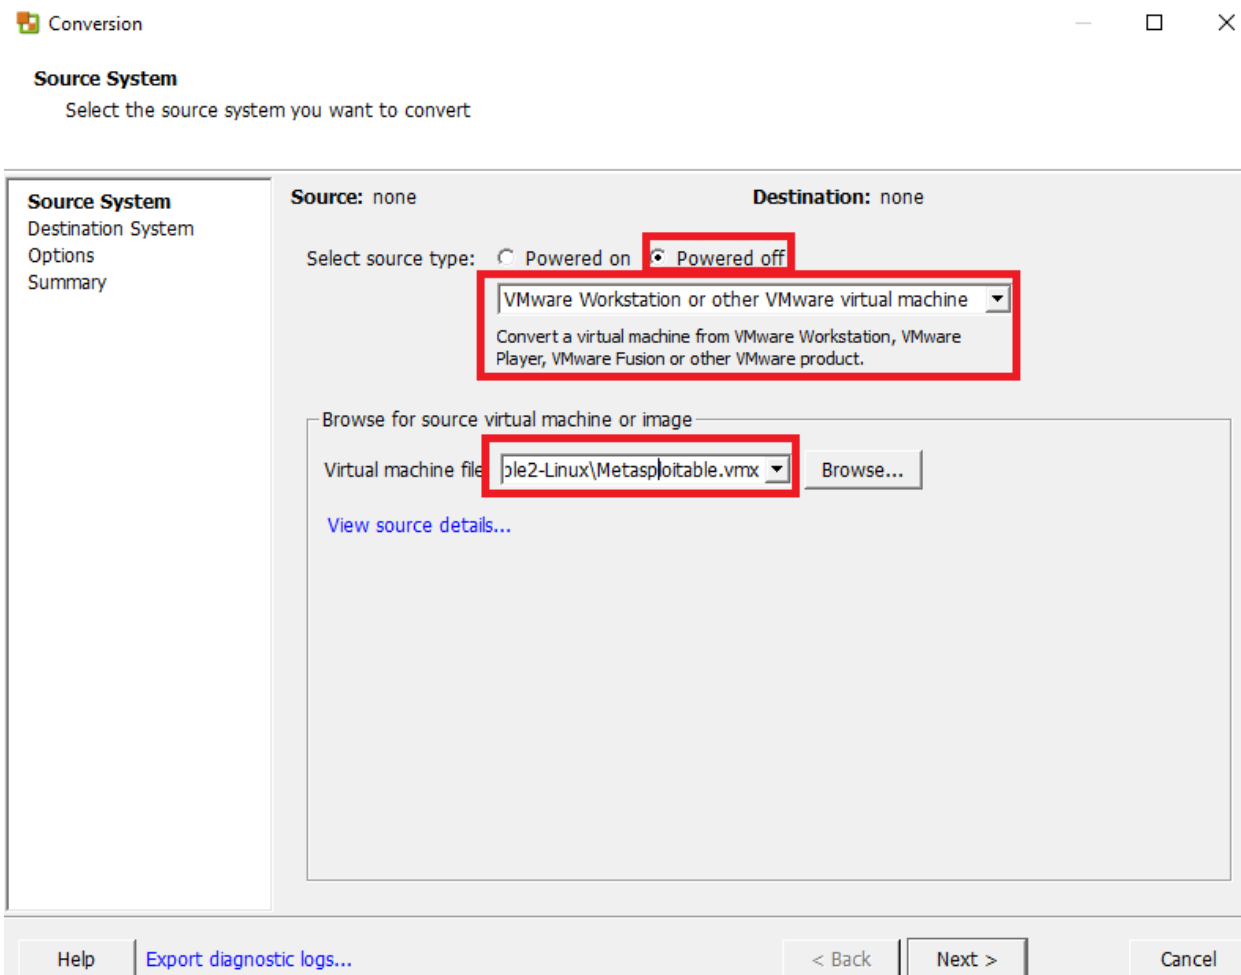 Conversion
Source System
Select the source system you want to convert
Source System
Destination System
Options
Summary
Source: none Destination: none
Select source type: Powered on Powered off
VMware Workstation or other VMware virtual machine
Convert a virtual machine from VMware Workstation, VMware
Player, VMware Fusion or other VMware product.
Browse for source virtual machine or image
Virtual machine file ble2-Linux\Metasploitable.vmx Browse...
View source details...
Help Export diagnostic logs... < Back Next > Cancel